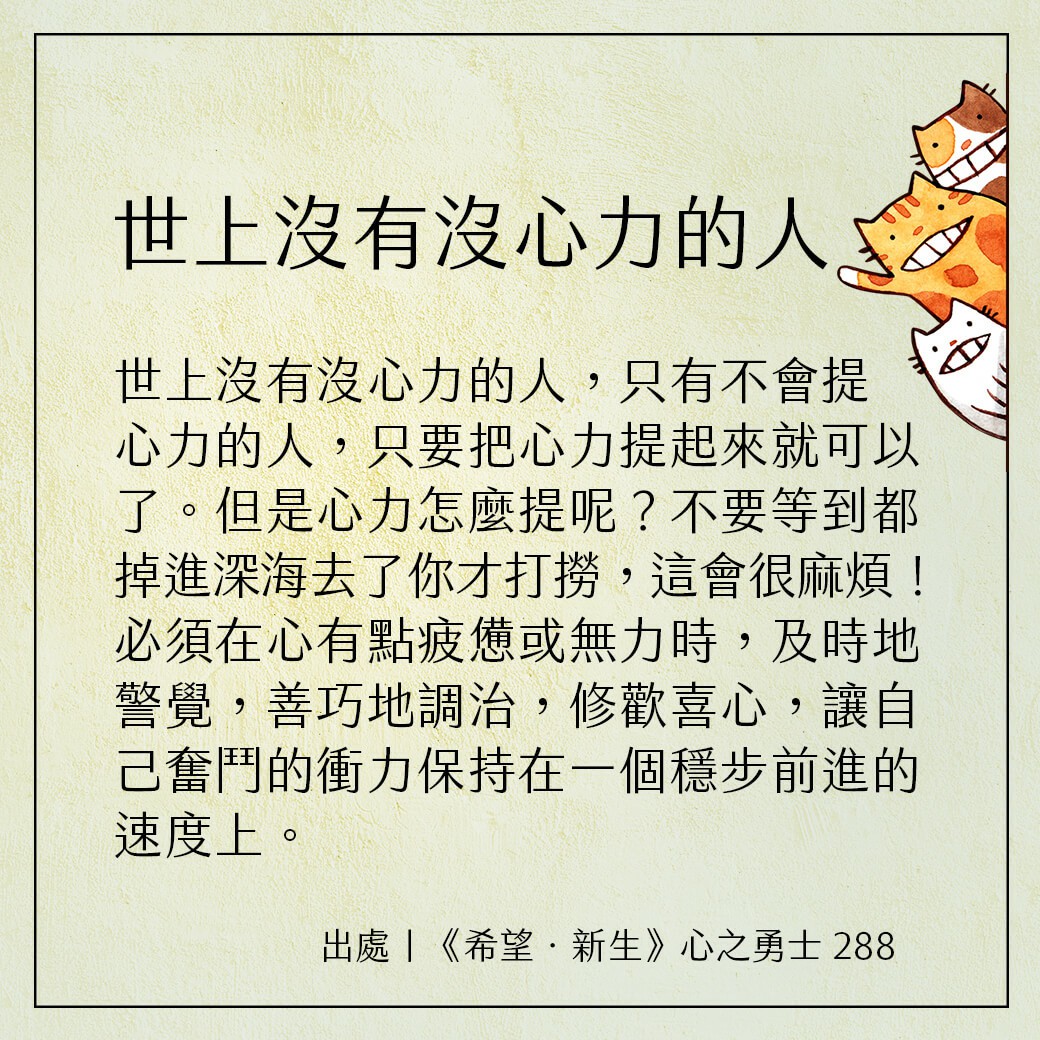 世上沒有沒心力的人
世上沒有沒心力的人，只有不會提
心力的人，只要把心力提起來就可以
了。但是心力怎麼提呢？不要等到都
掉進深海去了你才打撈，這會很麻煩！
必須在心有點疲憊或無力時，及時地
警覺，善巧地調治，修歡喜心，讓自
己奮鬥的衝力保持在一個穩步前進的
速度上。
出處｜《希望．新生》心之勇士 288